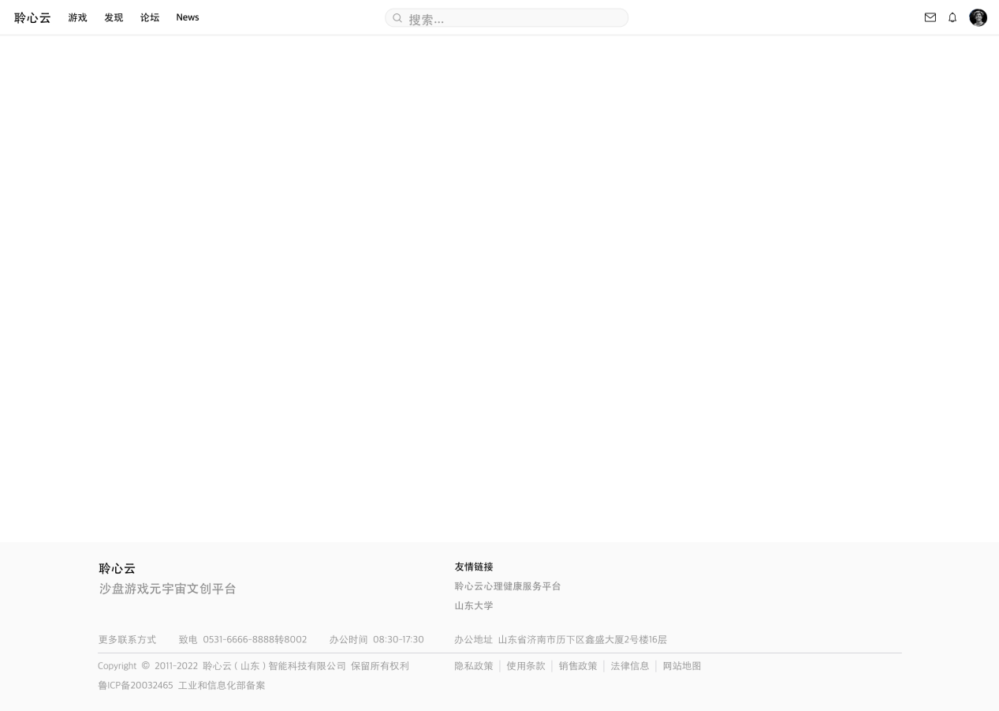 聆心云 游戏 发现 论坛 News 搜索...
聆心云
沙盘游戏元宇宙文创平台
友情链接
聆心云心理健康服务平台
山东大学
更多联系方式 致电 0531-6666-8888转8002 办公时间 08:30-17:30 办公地址 山东省济南市历下区鑫盛大厦2号楼16层
Copyright © 2011-2022 聆心云(山东)智能科技有限公司 保留所有权利 隐私政策 | 使用条款 | 销售政策 | 法律信息 | 网站地图
鲁ICP备20032465 工业和信息化部备案